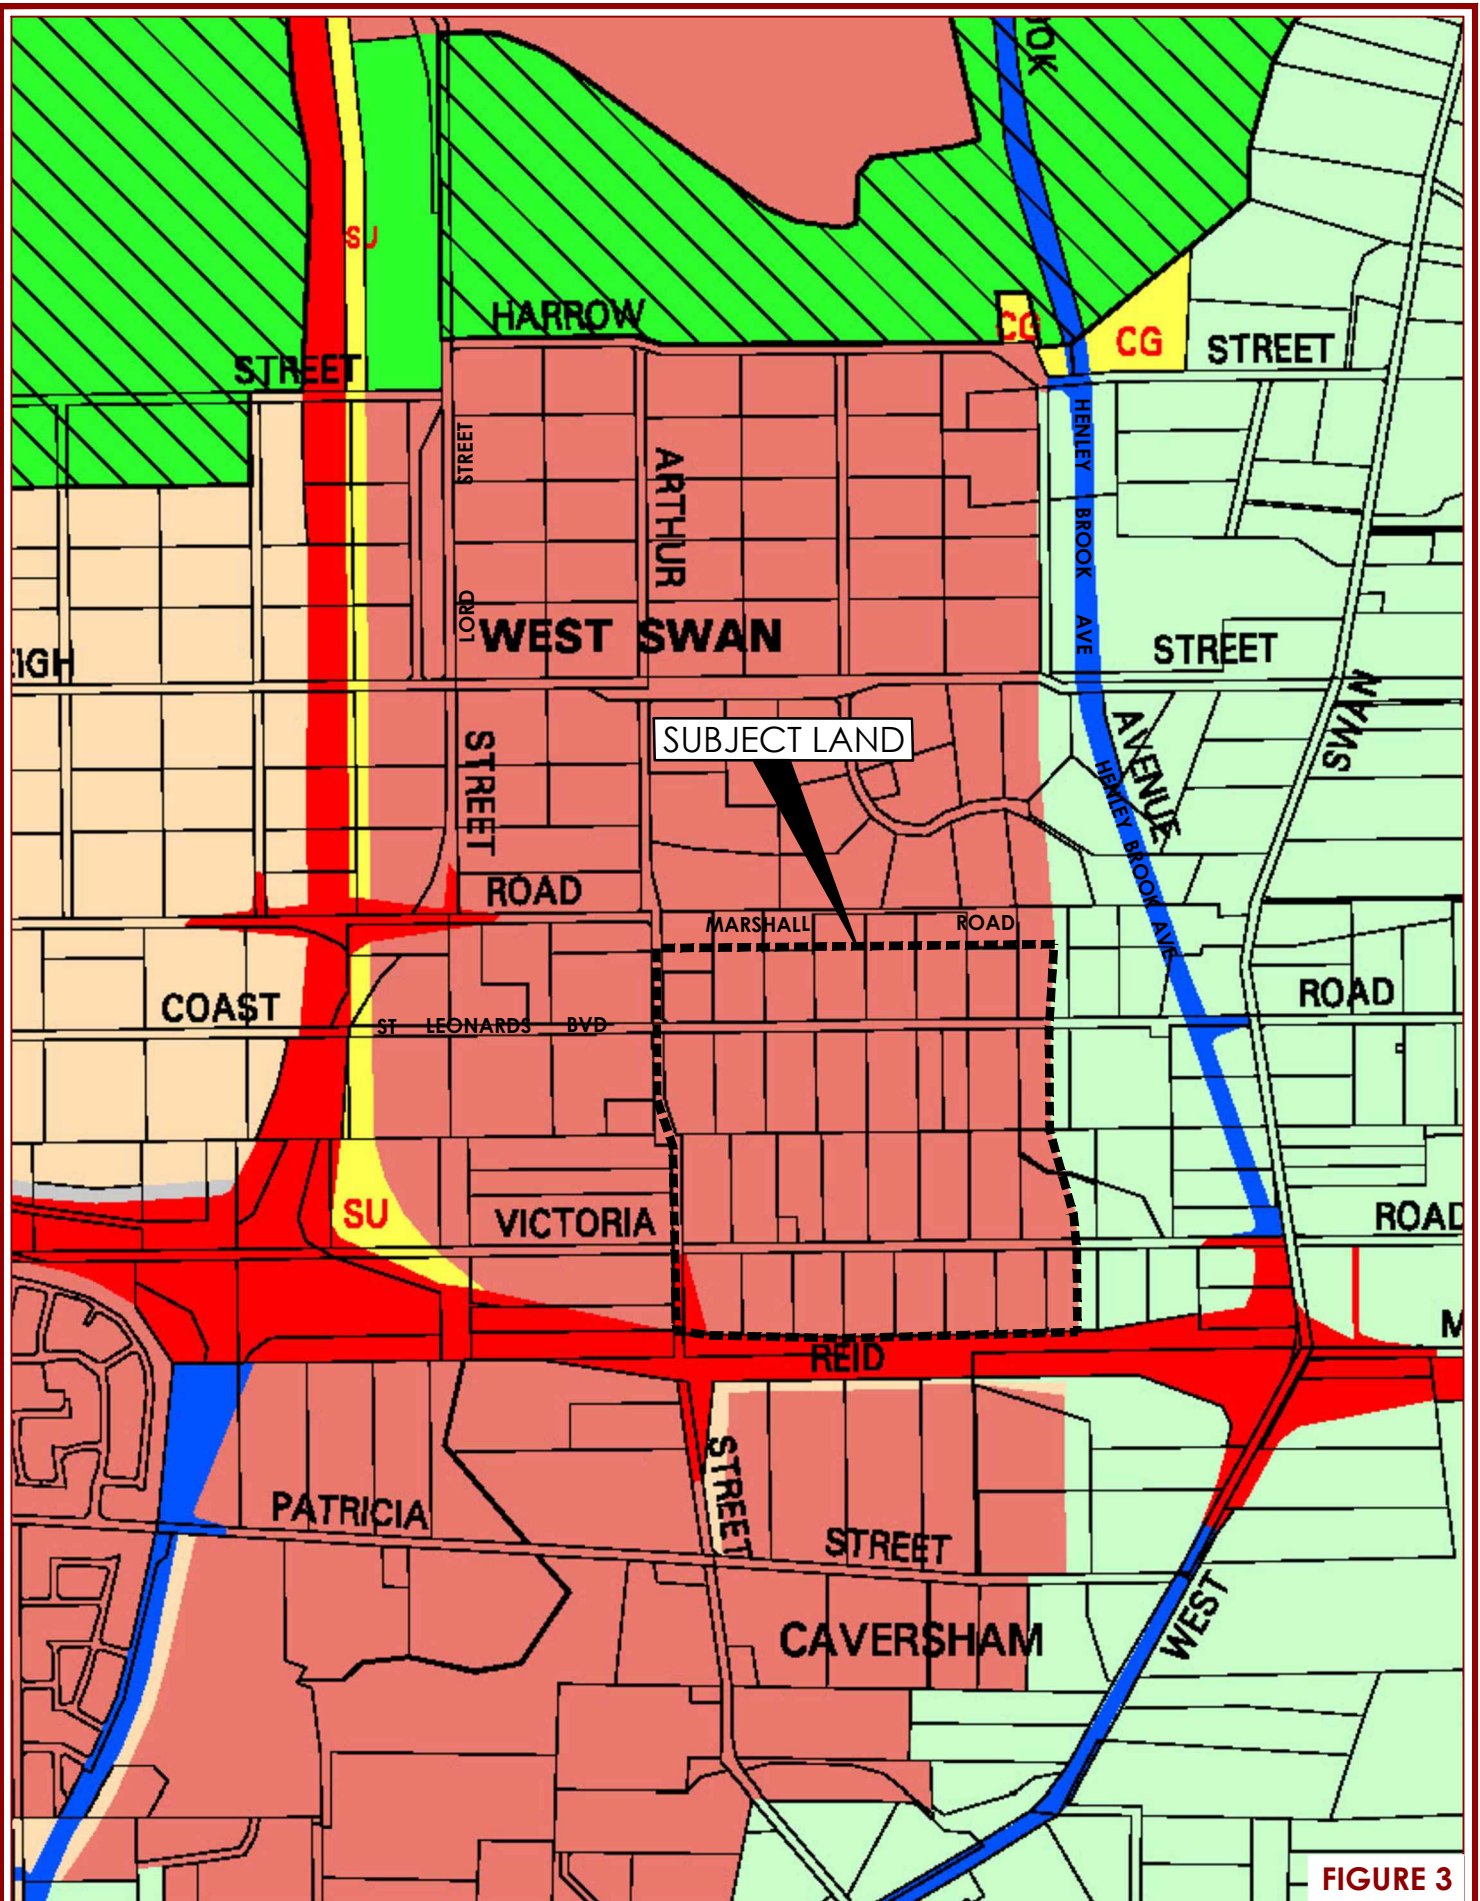 OK
SU
HARROW
CG
CG
STREET
STREET
HENLEY BROOK AVE
STREET
LORD
ARTHUR
WEST SWAN
STREET
IGH
SWAN
AVENUE
SUBJECT LAND
STREET
HENLEY BROOK AVE
ROAD
MARSHALL ROAD
COAST
ROAD
ST LEONARDS BVD
SU
VICTORIA
ROAD
M
REID
STREET
PATRICIA
STREET
WEST
CAVERSHAM
FIGURE 3